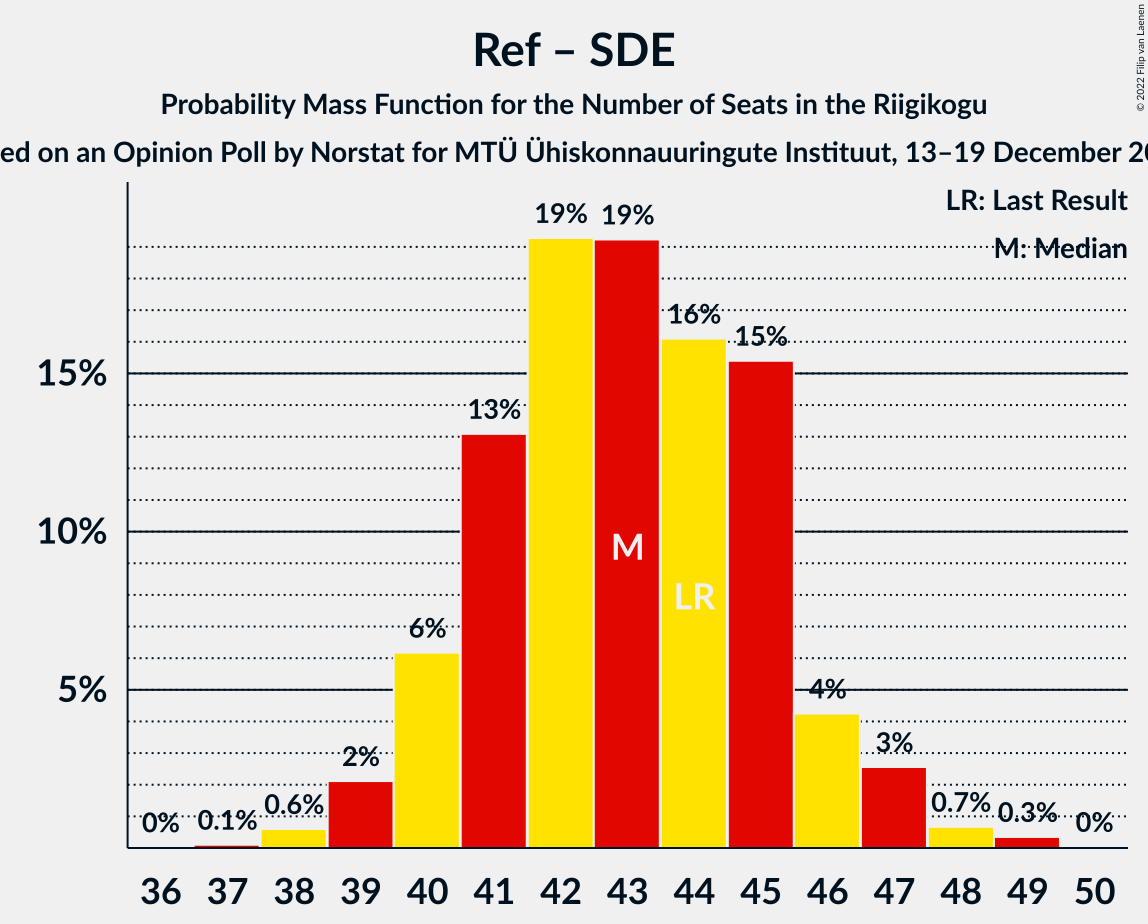 Ref – SDE
Probability Mass Function for the Number of Seats in the Riigikogu
ed on an Opinion Poll by Norstat for MTÜ Ühiskonnauuringute Instituut, 13–19 December 20
© 2022 Filip van Laenen
LR: Last Result
M: Median
19% 19%
16%
15%
15%
13%
10%
M
LR
6%
5%
4%
3%
2%
0.6%
0.7%
0.3%
0% 0.1%
0%
36 37 38 39 40 41 42 43 44 45 46 47 48 49 50